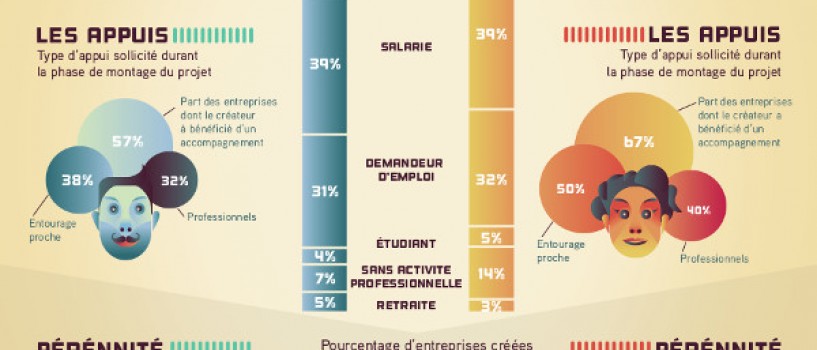 LES APPUIS
Type d'appui sollicité durant
la phase de montage du projet
Part des entreprises
dont le créateur
à bénéficié d'un
accompagnement
57%
38%
32%
Entourage
proche
Professionnels
39%
SALARIE
39%
31%
DEMANDEUR
D'EMPLOI
32%
ÉTUDIANT
5%
4%
7%
SANS ACTIVITE
PROFESSIONNELLE
14%
5%
RETRAITE
3%
LES APPUIS
Type d'appui sollicité durant
la phase de montage du projet
Part des entreprises
dont le créateur a
bénéficié d'un
accompagnement
67%
50%
40%
Entourage
proche
Professionnels
PÉRÉNNITÉ
Pourcentage d'entreprises créées
PÉRÉNNITÉ